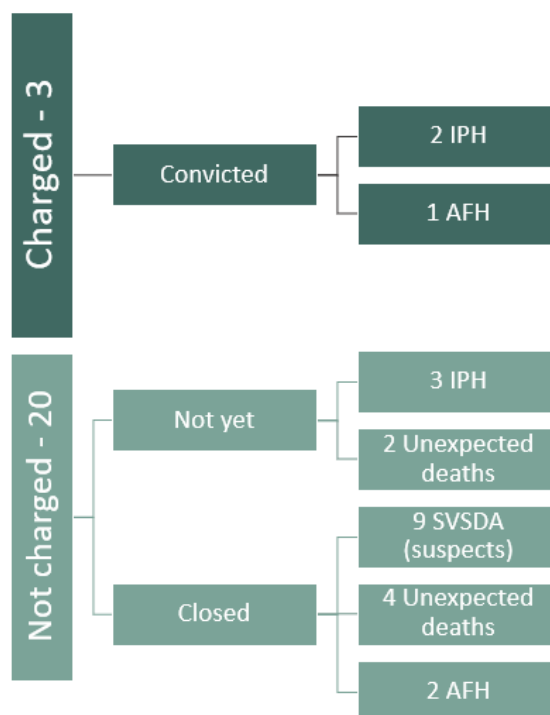 Charged - 3
Convicted
2 IPH
1 AFH
Not charged - 20
Not yet
3 IPH
2 Unexpected
deaths
Closed
9 SVSDA
(suspects)
4 Unexpected
deaths
2 AFH